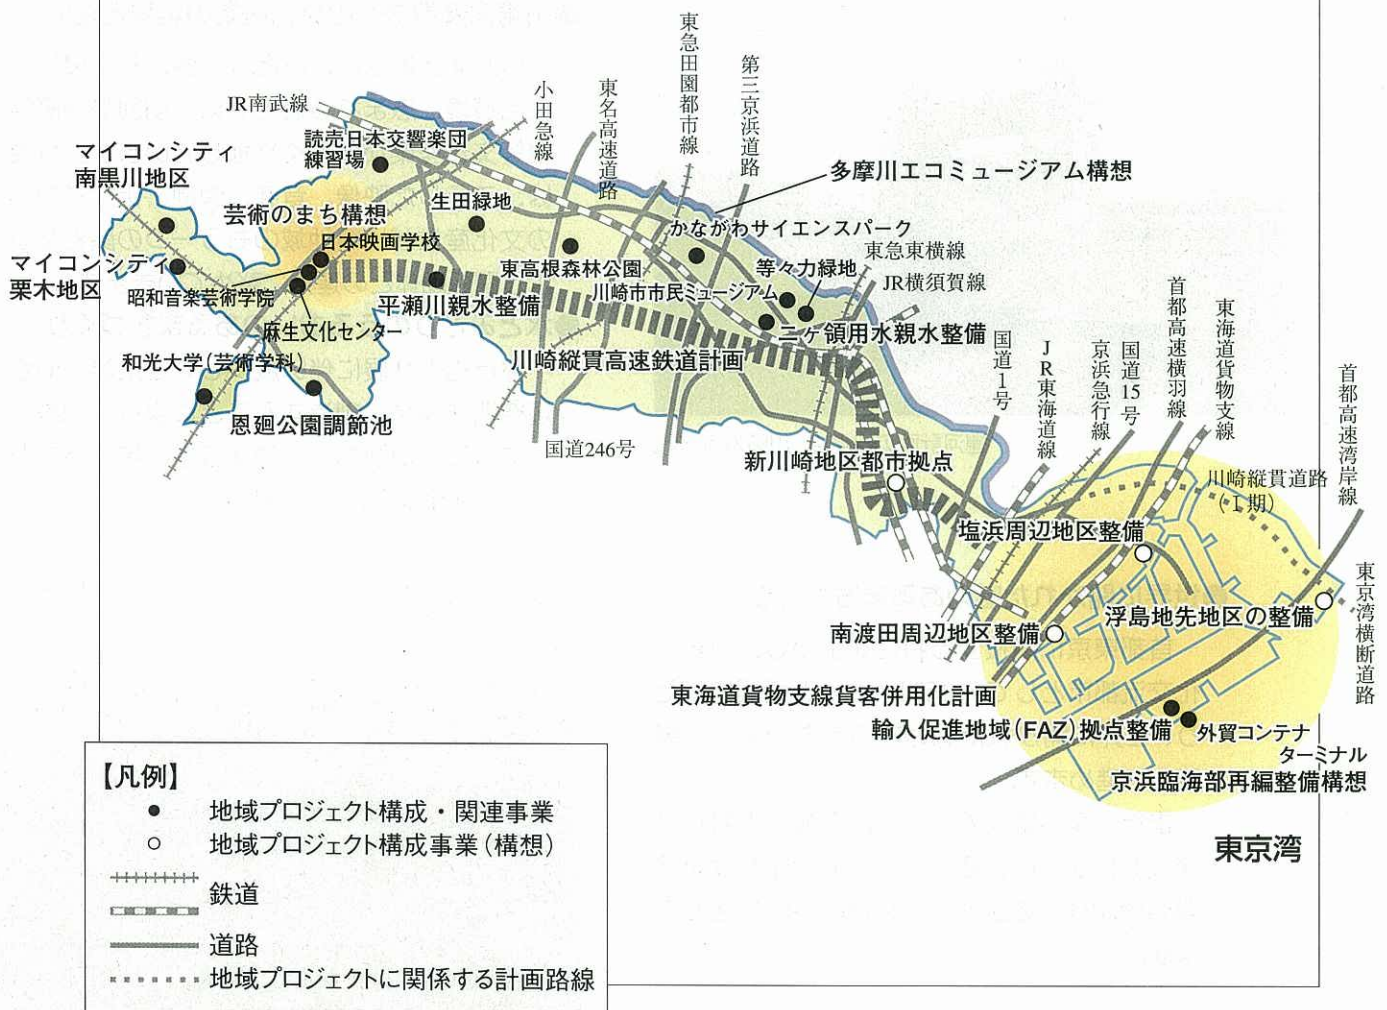 東急田園都市線
第三京浜道路
小田急線
東名高速道路
JR南武線
読売日本交響楽団
練習場
マイコンシティ
南黒川地区
多摩川エコミュージアム構想
生田緑地
芸術のまち構想
かながわサイエンスパーク
日本映画学校
東急東横線
マイコンシティ
栗木地区
東高根森林公園
等々力緑地
JR横須賀線
昭和音楽芸術学院
川崎市市民ミュージアム
平瀬川親水整備
麻生文化センター
二ヶ領用水親水整備
首都高速横羽線
東海道貨物支線
国道1号
JR東海道線
京浜急行線
国道15号
和光大学(芸術学科)
川崎縦貫高速鉄道計画
首都高速湾岸線
恩廻公園調節池
国道246号
新川崎地区都市拠点
川崎縦貫道路
(Ⅰ期)
塩浜周辺地区整備
東京湾横断道路
浮島地先地区の整備
南渡田周辺地区整備
東海道貨物支線貨客併用化計画
輸入促進地域(FAZ)拠点整備
外貿コンテナ
ターミナル
京浜臨海部再編整備構想
東京湾
【凡例】
地域プロジェクト構成・関連事業
地域プロジェクト構成事業(構想)
鉄道
道路
地域プロジェクトに関係する計画路線